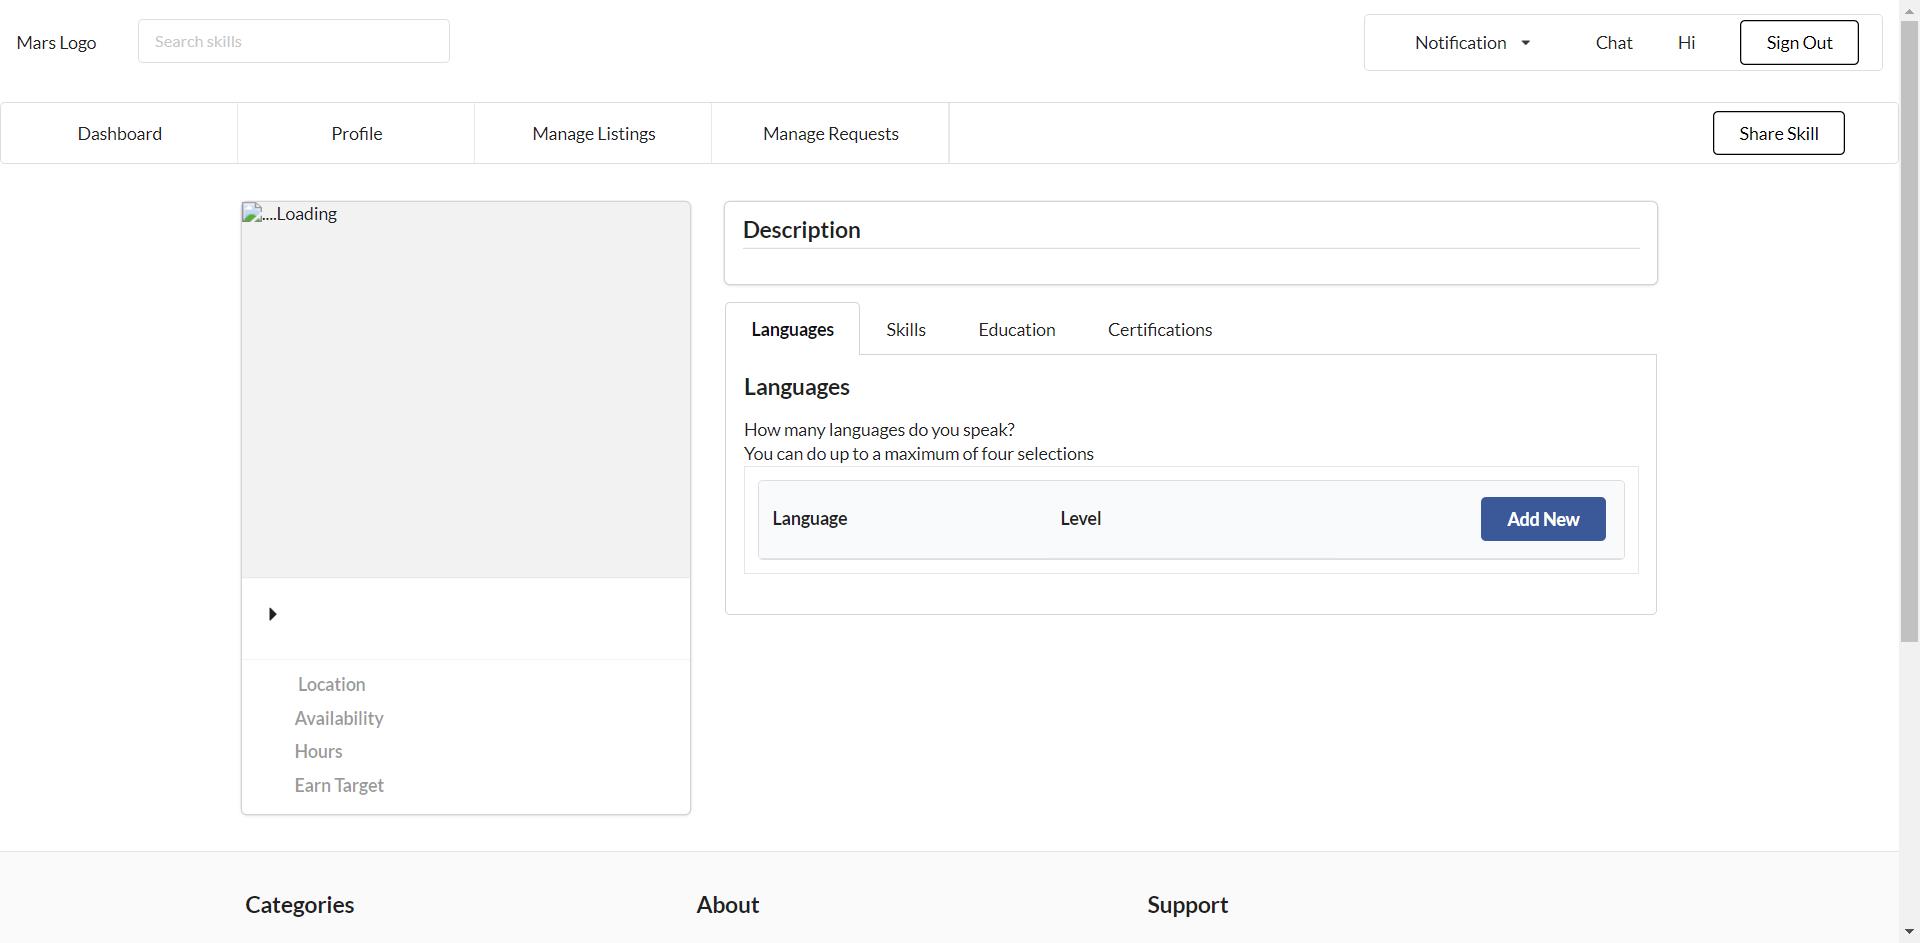 Mars Logo
Search skills
Notification
Chat
Hi
Sign Out
Dashboard
Profile
Manage Listings
Manage Requests
Share Skill
....Loading
Location
Availability
Hours
Earn Target
Description
Languages
Skills
Education
Certifications
Languages
How many languages do you speak?
You can do up to a maximum of four selections
Language
Level
Add New
Categories
About
Support